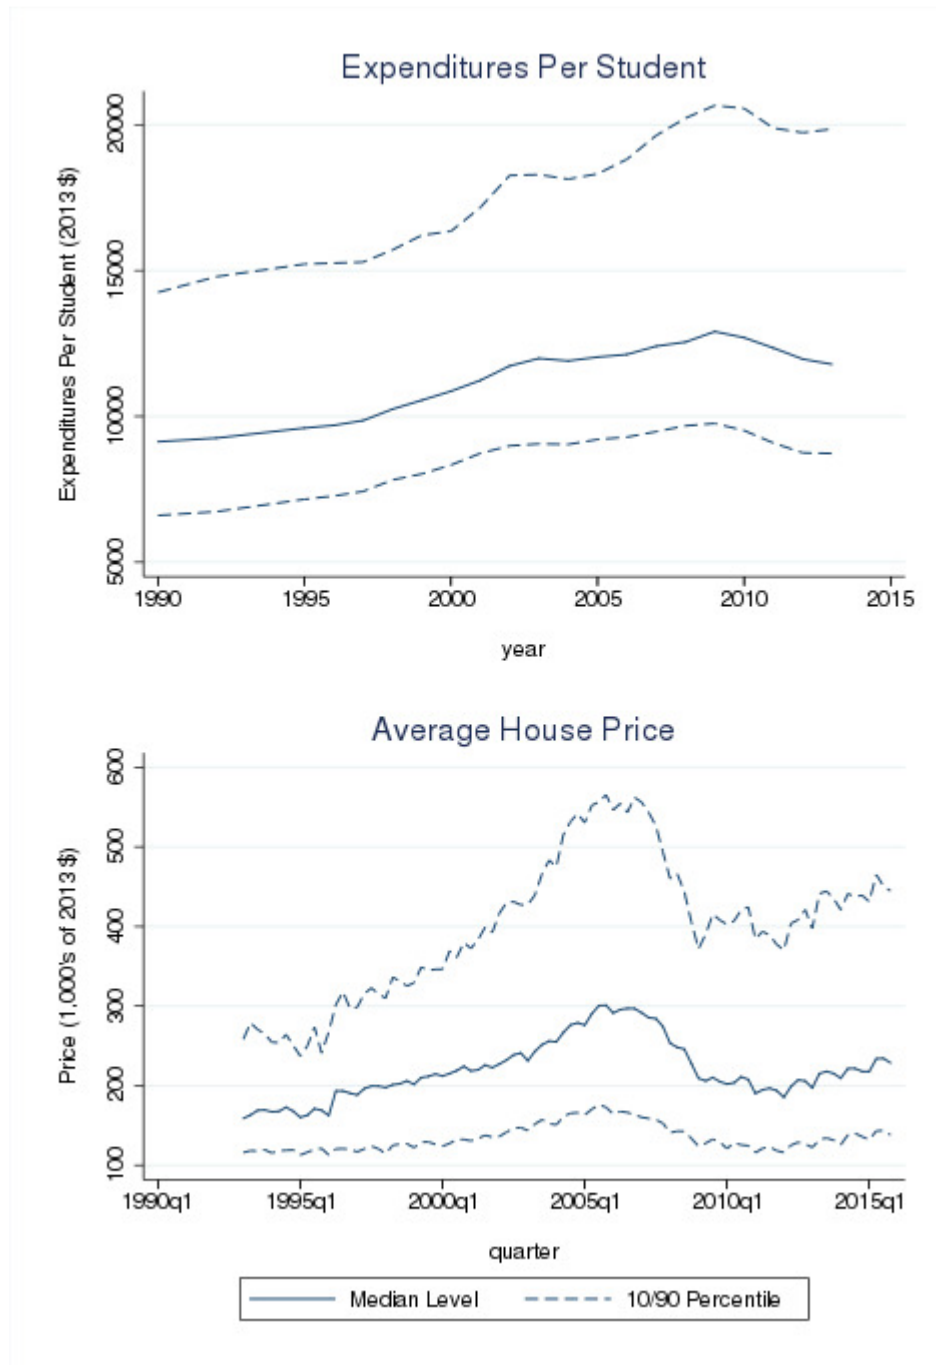 Expenditures Per Student
Expenditures Per Student (2013$)
20000
15000
10000
5000
1990 1995 2000 2005 2010 2015
year
Average House Price
Price (1,000's of 2013$)
600
500
400
300
200
100
1990q1 1995q1 2000q1 2005q1 2010q1 2015q1
quarter
Median Level 10/90 Percentile